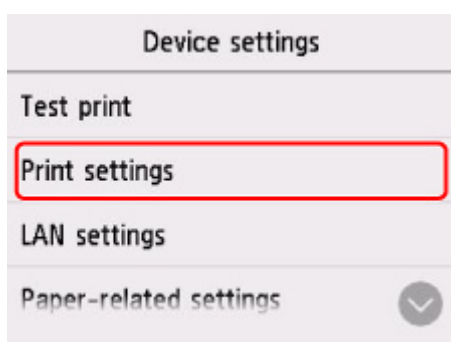 Device settings
Test print
Print settings
LAN settings
Paper-related settings